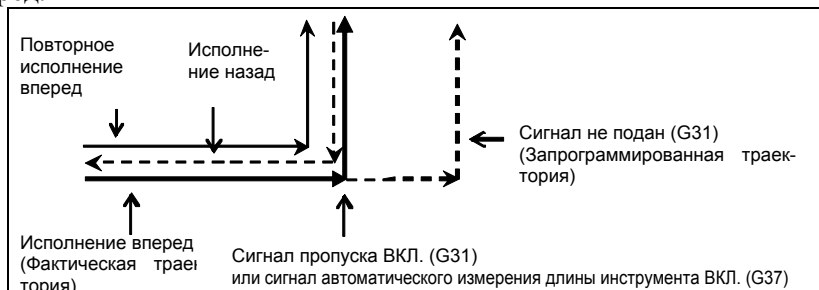 Повторное
исполнение
вперед
Исполне-
ние назад
Сигнал не подан (G31)
(Запрограммированная траек-
тория)
Исполнение вперед
(Фактическая трае
тория)
Сигнал пропуска ВКЛ. (G31)
или сигнал автоматического измерения длины инструмента ВКЛ. (G37)